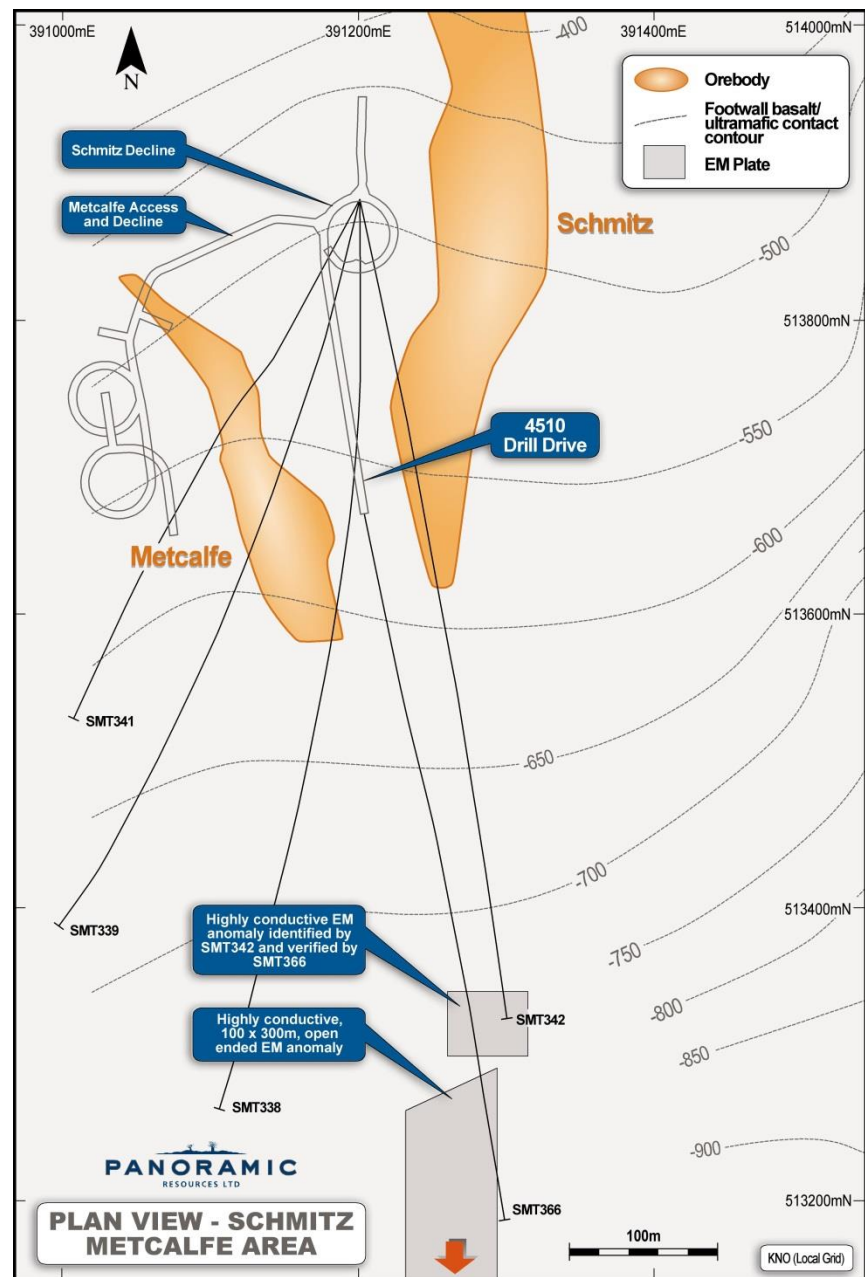 391000mE
391200mE
391400mE
514000mN
-400
N
Orebody
Footwall basalt/
ultramafic contact
contour
EM Plate
Schmitz Decline
Metcalfe Access
and Decline
Schmitz
-500
513800mN
4510
Drill Drive
-550
Metcalfe
-600
513600mN
SMT341
-650
-700
513400mN
SMT339
Highly conductive EM
anomaly identified by
SMT342 and verified by
SMT366
-750
-800
SMT342
Highly conductive,
100 x 300m, open
ended EM anomaly
-850
SMT338
-900
PANORAMIC
RESOURCES LTD
513200mN
SMT366
PLAN VIEW - SCHMITZ
METCALFE AREA
100m
KNO (Local Grid)